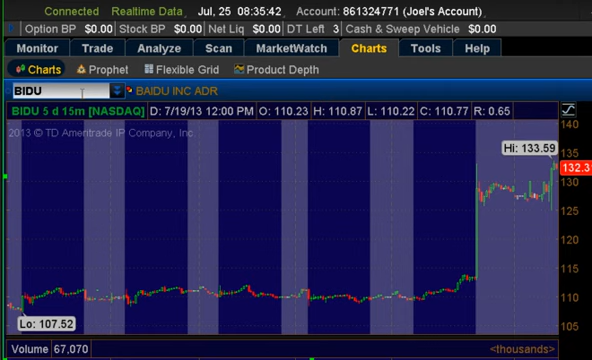 Connected Realtime Data Jul, 25 08:35:42 Account: 861324771 (Joel's Account)
Option BP $0.00 Stock BP $0.00 Net Liq $0.00 DT Left 3 Cash & Sweep Vehicle $0.00
Monitor Trade Analyze Scan MarketWatch Charts Tools Help
Charts Prophet Flexible Grid Product Depth
BIDU BAIDU INC ADR
BIDU 5 d 15m [NASDAQ] D: 7/19/13 12:00 PM O: 110.23 H: 110.87 L: 110.22 C: 110.77 R: 0.65
2013 © TD Ameritrade IP Company, Inc
140
Hi: 133.59
135
132.31
130
125
120
115
110
105
Lo: 107.52
Volume 67,070 <thousands>